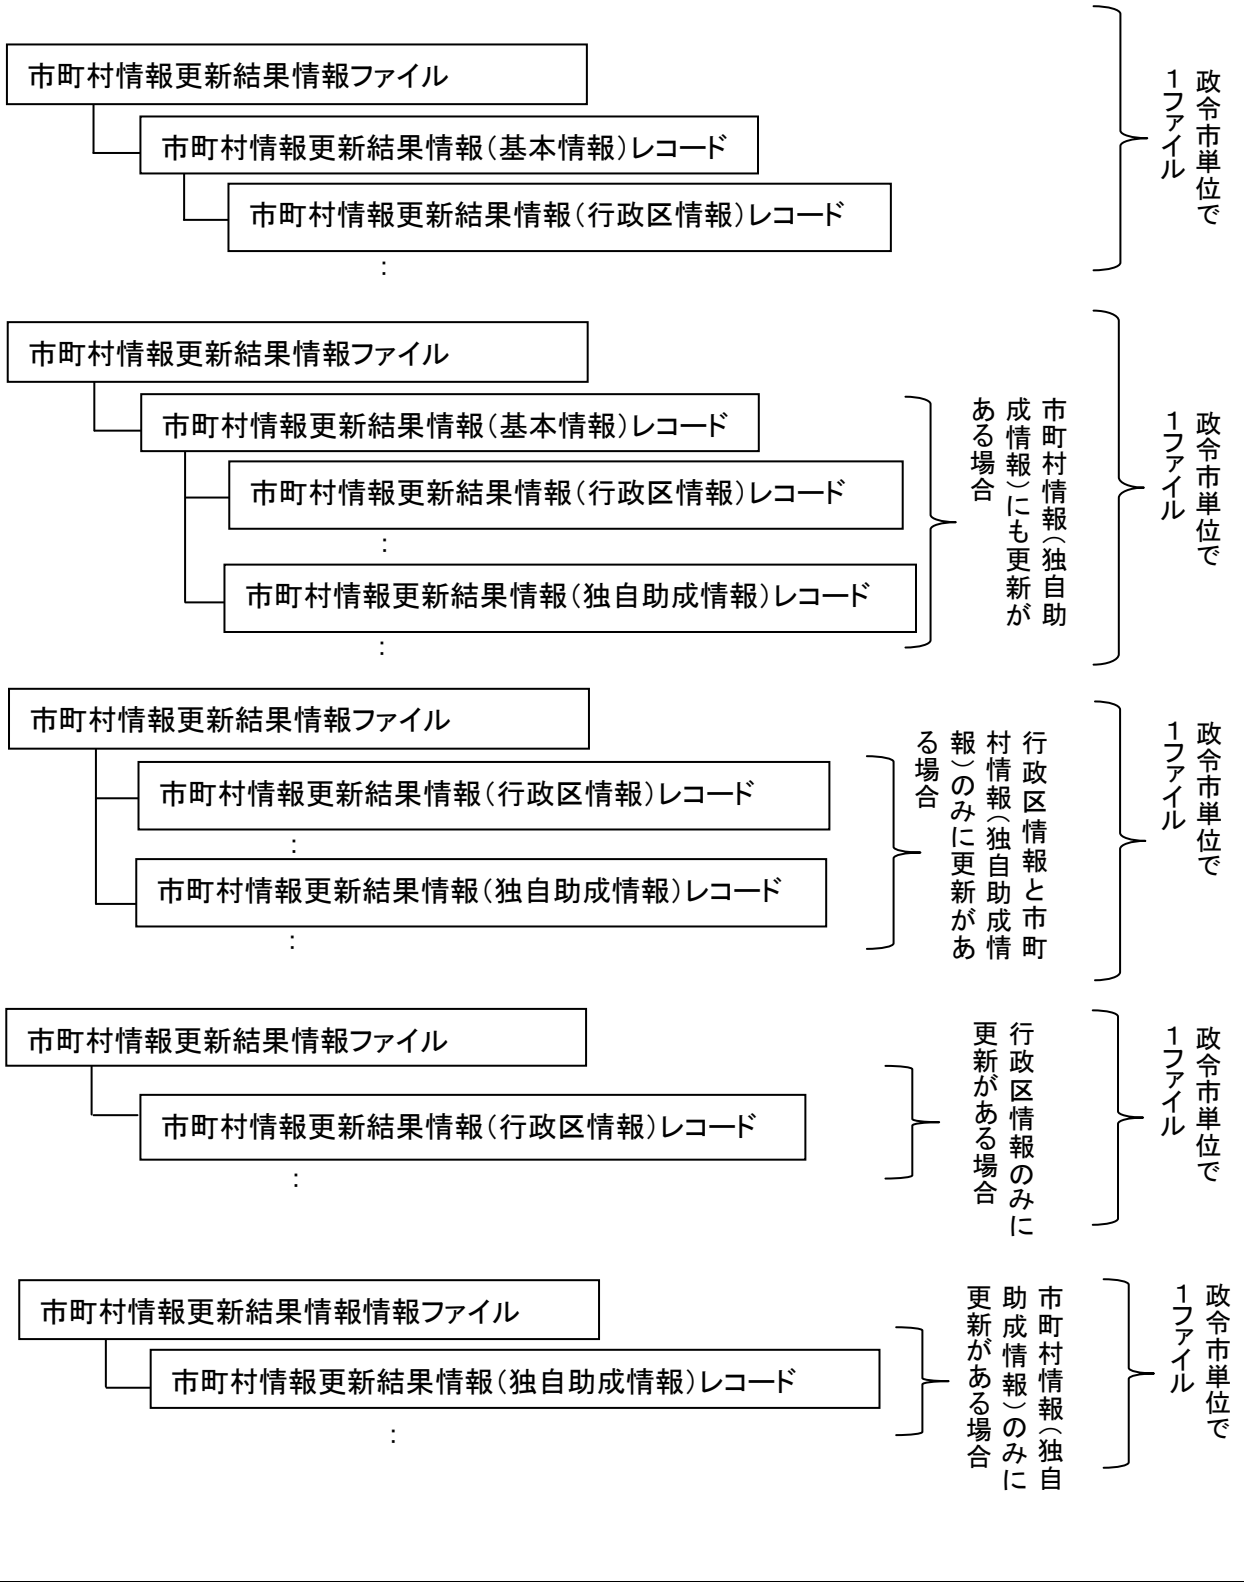 市町村情報更新結果情報ファイル
市町村情報更新結果情報（基本情報）レコード
市町村情報更新結果情報（行政区情報）レコード
：
政令市単位で
１ファイル
市町村情報更新結果情報ファイル
市町村情報更新結果情報（基本情報）レコード
市町村情報更新結果情報（行政区情報）レコード
：
市町村情報更新結果情報（独自助成情報）レコード
：
市町村情報（独自助
成情報）にも更新が
ある場合
政令市単位で
１ファイル
市町村情報更新結果情報ファイル
市町村情報更新結果情報（行政区情報）レコード
：
市町村情報更新結果情報（独自助成情報）レコード
：
行政区情報と市町
村情報（独自助成情
報）のみに更新があ
る場合
政令市単位で
１ファイル
市町村情報更新結果情報ファイル
市町村情報更新結果情報（行政区情報）レコード
：
行政区情報のみに
更新がある場合
政令市単位で
１ファイル
市町村情報更新結果情報情報ファイル
市町村情報更新結果情報（独自助成情報）レコード
：
市町村情報（独自
助成情報）のみに
更新がある場合
政令市単位で
１ファイル